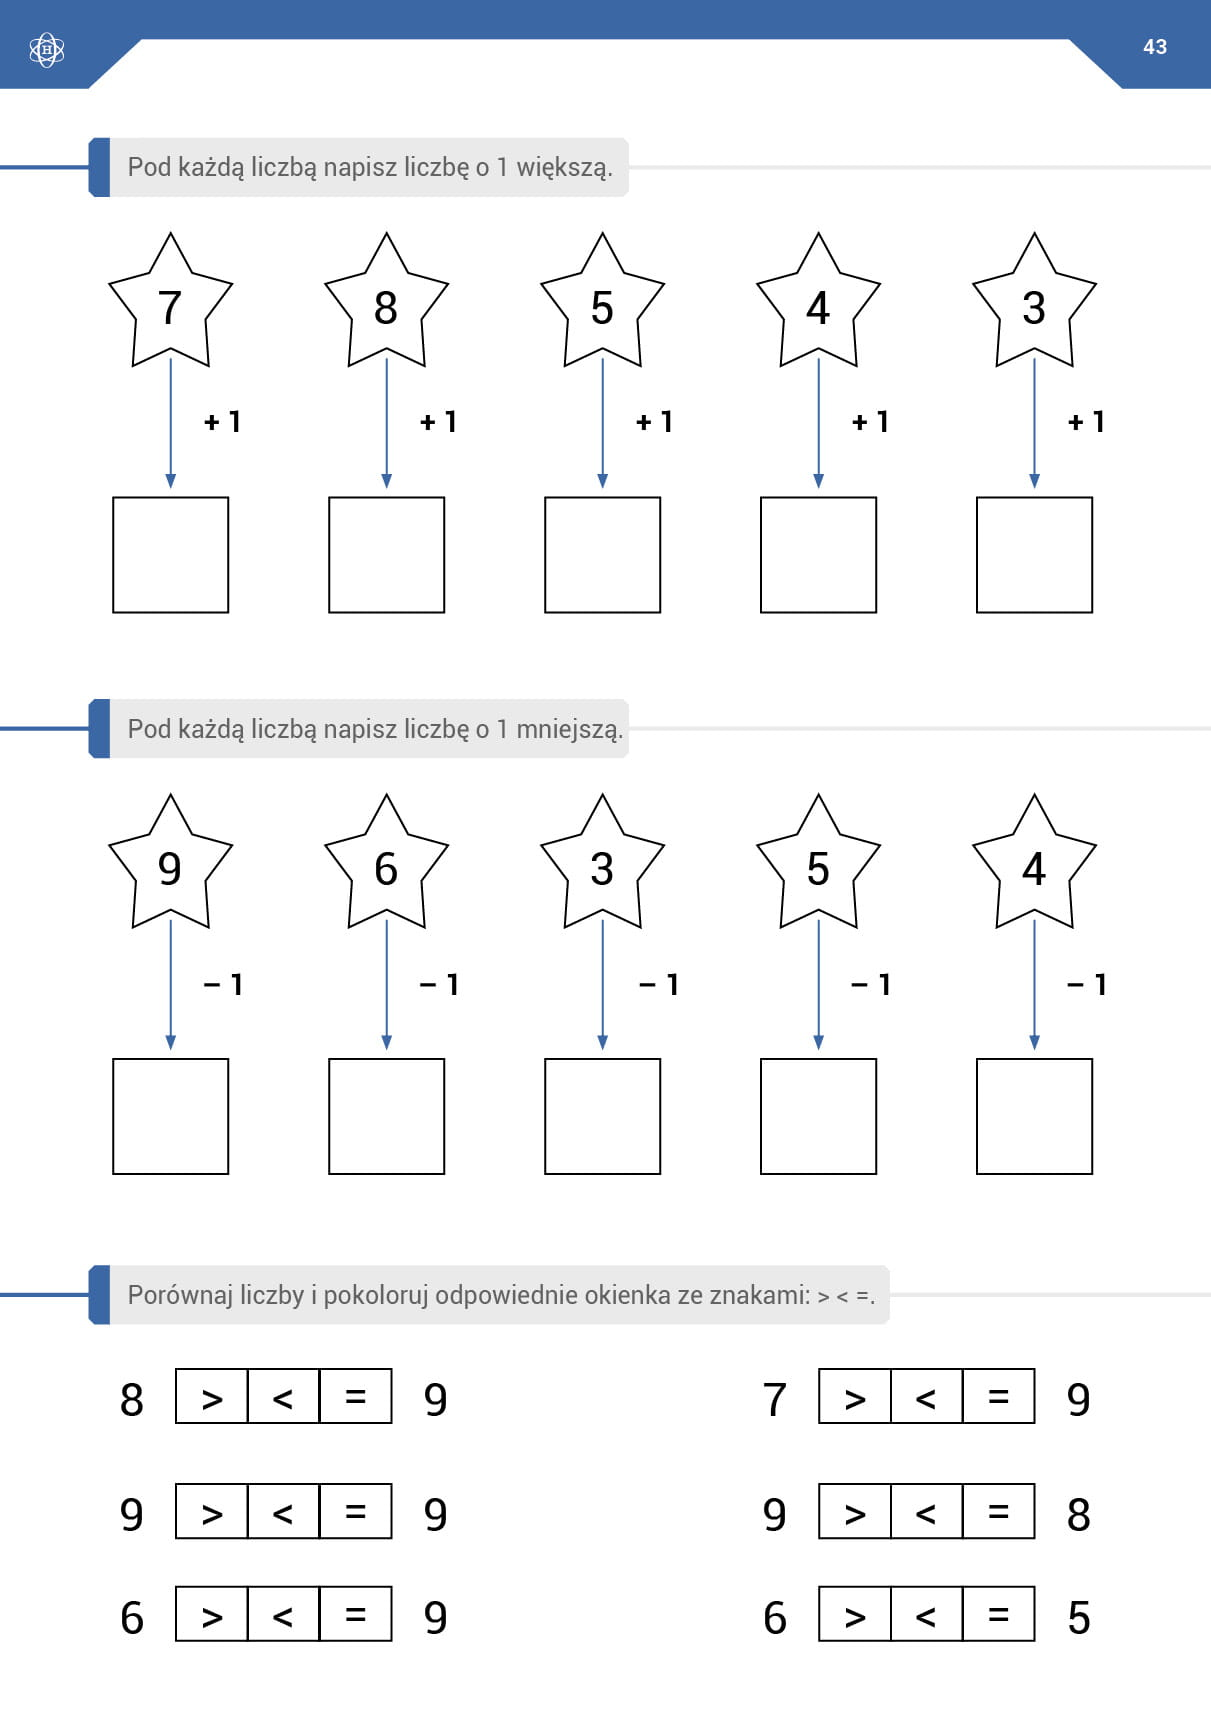 H
43
Pod każdą liczbą napisz liczbę o 1 większą.
7 8 5 4 3
+ 1 + 1 + 1 + 1 + 1
Pod każdą liczbą napisz liczbę o 1 mniejszą.
9 6 3 5 4
– 1 – 1 – 1 – 1 – 1
Porównaj liczby i pokoloruj odpowiednie okienka ze znakami: > < =.
8 > < = 9 7 > < = 9
9 > < = 9 9 > < = 8
6 > < = 9 6 > < = 5